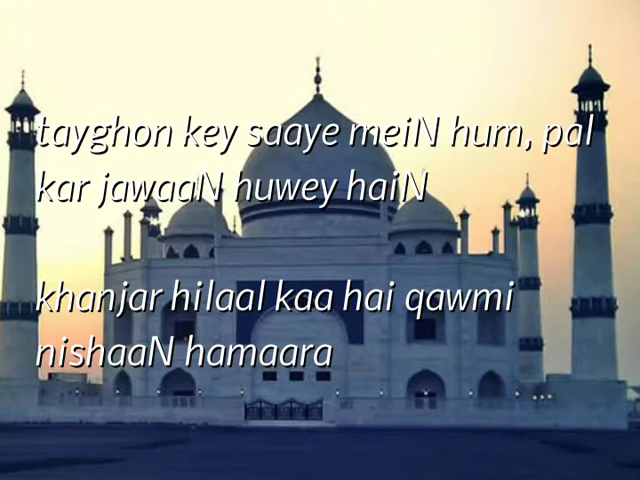 tayghon key saaye meiN hum, pal
kar jawaaN huwey haiN
khanjar hilaal kaa hai qawmi
nishaaN hamaara